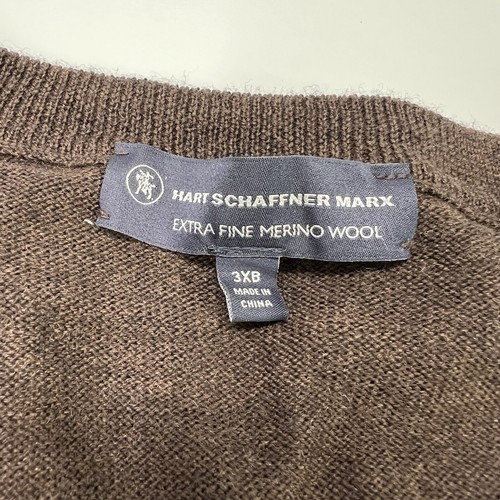 HART SCHAFFNER MARX
EXTRA FINE MERINO WOOL
3XB
MADE IN
CHINA